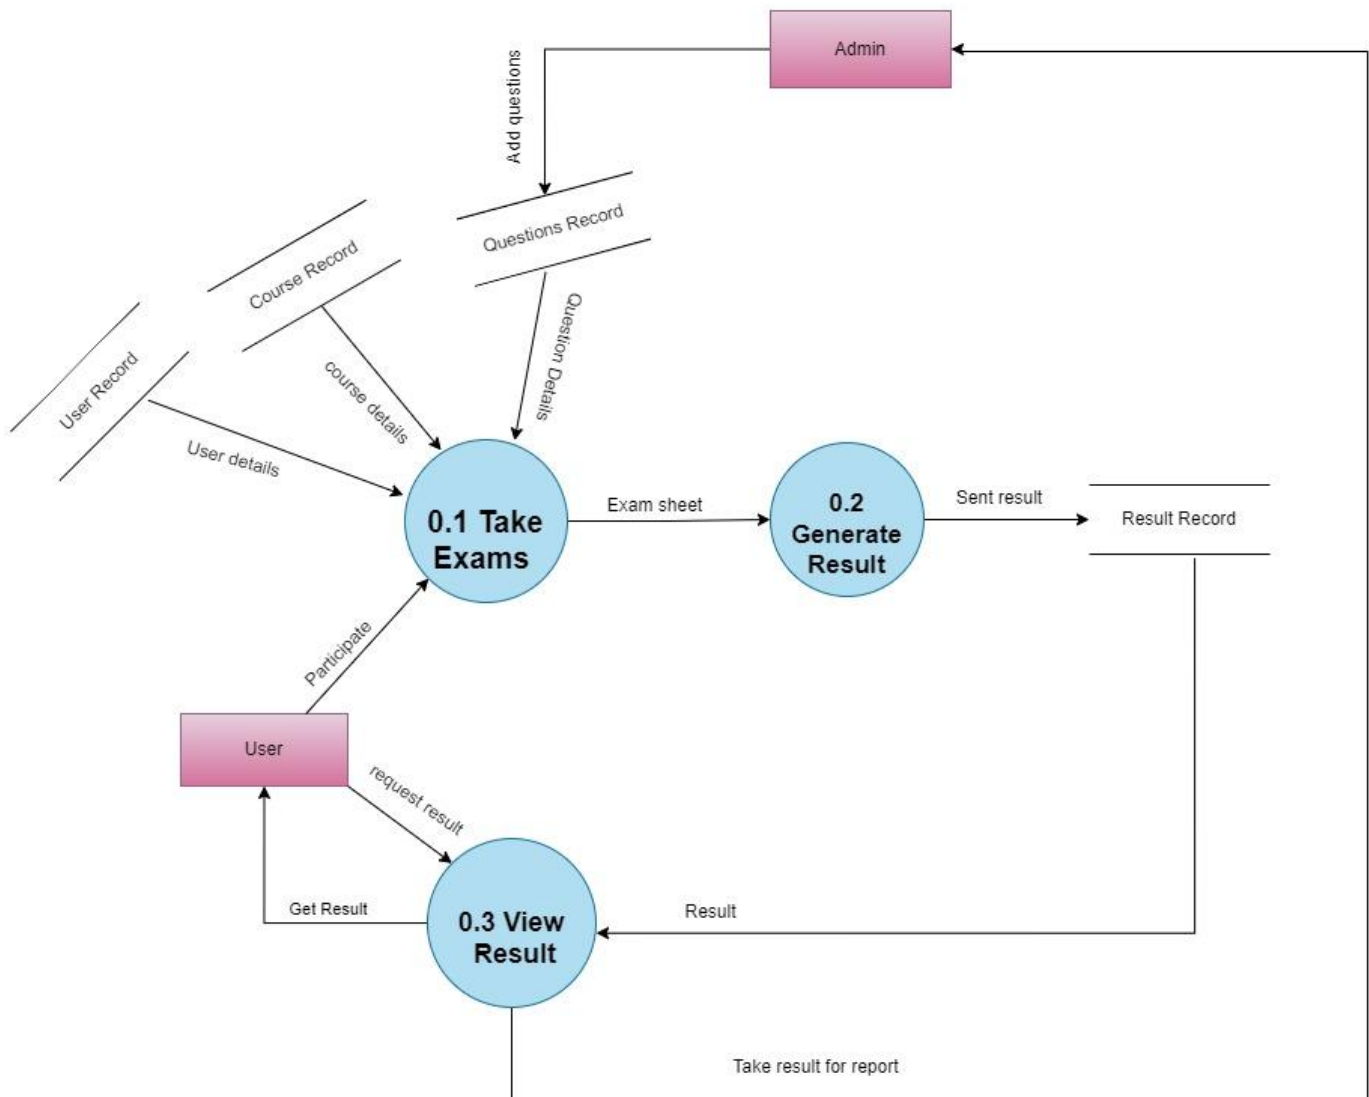 Admin
Add questions
Questions Record
Course Record
User Record
Question Details
course details
User details
0.1 Take
Exams
Exam sheet
0.2
Generate
Result
Sent result
Result Record
Participate
User
request result
Get Result
0.3 View
Result
Result
Take result for report